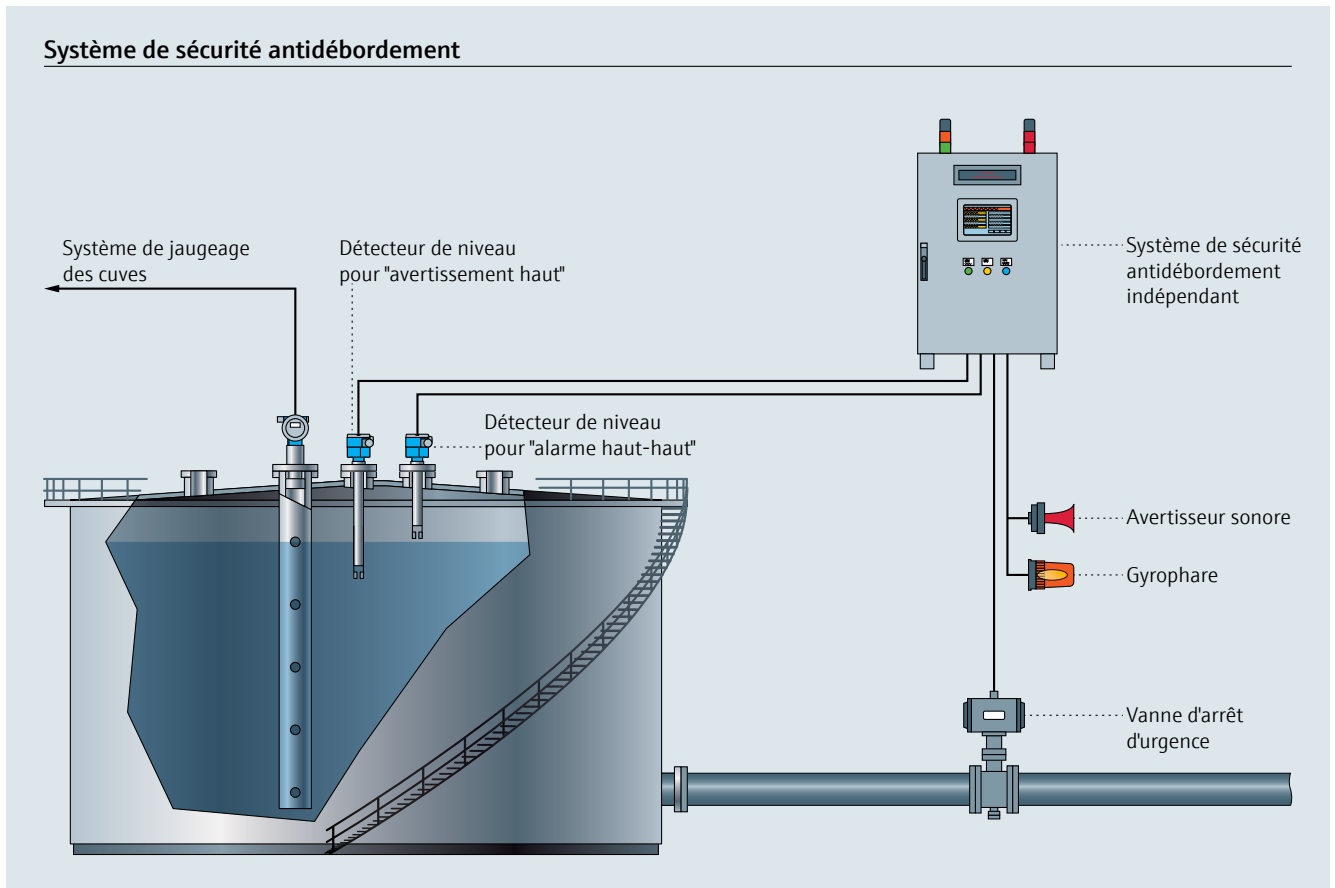 Système de sécurité antidébordement
Système de jaugeage
des cuves
Détecteur de niveau
pour "avertissement haut"
Système de sécurité
antidébordement
indépendant
Détecteur de niveau
pour "alarme haut-haut"
Avertisseur sonore
Gyrophare
Vanne d'arrêt
d'urgence